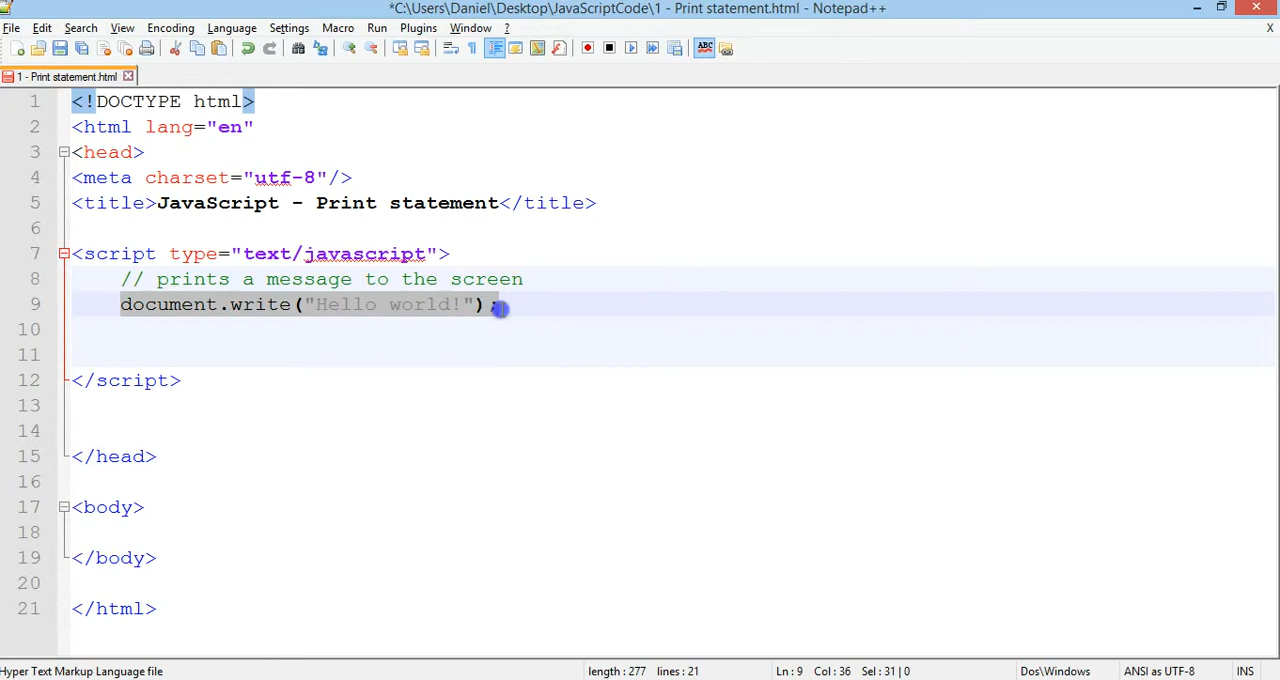 *C:\Users\Daniel\Desktop\JavaScriptCode\1 - Print statement.html - Notepad++
File Edit Search View Encoding Language Settings Macro Run Plugins Window ? X
ABC
1 - Print statement.html
1 <!DOCTYPE html>
2 <html lang="en"
3 <head>
4 <meta charset="utf-8"/>
5 <title>JavaScript - Print statement</title>
6
7 <script type="text/javascript">
8 // prints a message to the screen
9 document.write("Hello world!");
10
11
12 </script>
13
14
15 </head>
16
17 <body>
18
19 </body>
20
21 </html>
Hyper Text Markup Language file length : 277 lines : 21 Ln : 9 Col : 36 Sel : 31 | 0 Dos\Windows ANSI as UTF-8 INS